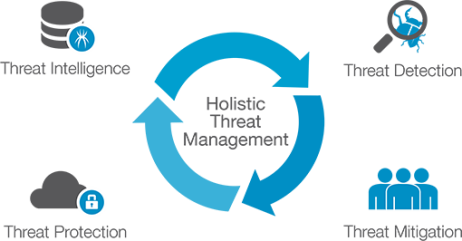 Threat Intelligence
Threat Detection
Holistic
Threat
Management
Threat Protection
Threat Mitigation